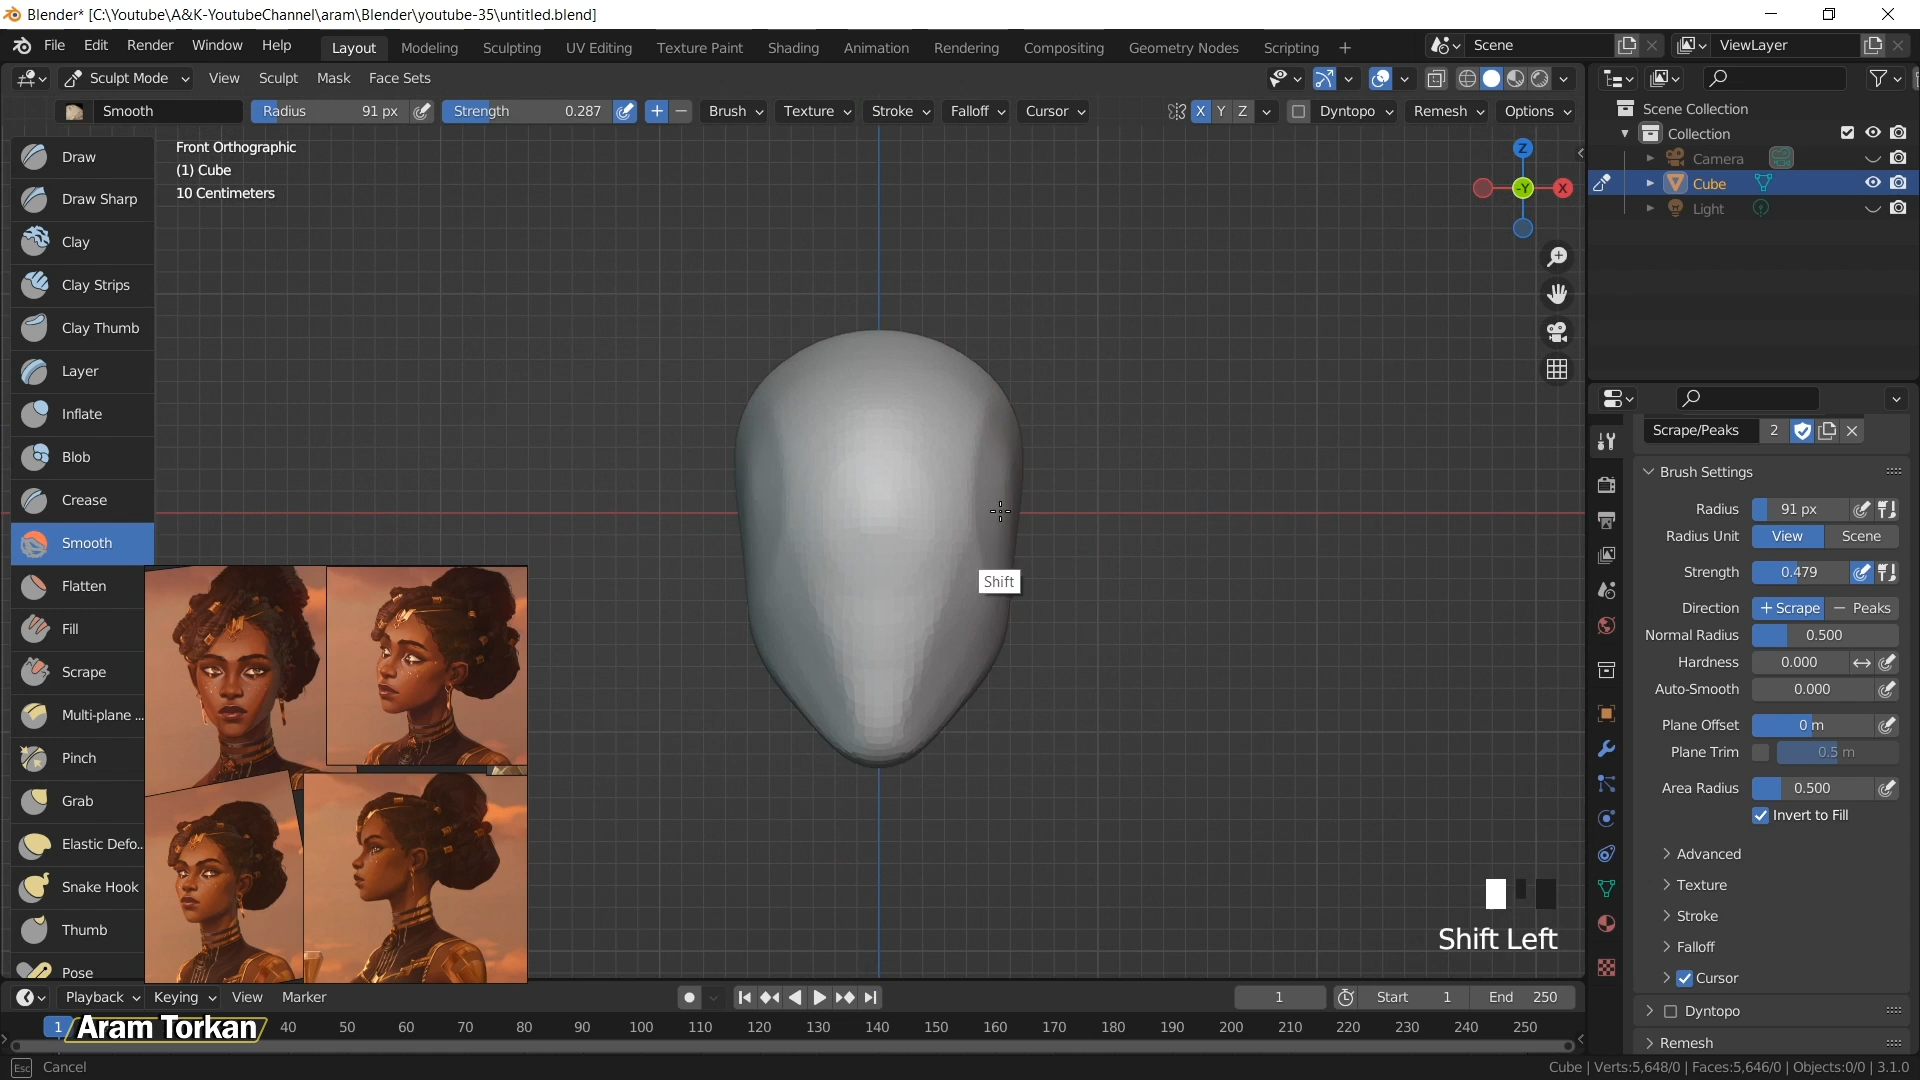 Blender* [C:\Youtube\A&K-YoutubeChannel\aram\Blender\youtube-35\untitled.blend]
File Edit Render Window Help Layout Modeling Sculpting UV Editing Texture Paint Shading Animation Rendering Compositing Geometry Nodes Scripting + Scene ViewLayer
Sculpt Mode View Sculpt Mask Face Sets
Smooth Radius 91 px Strength 0.287 + − Brush Texture Stroke Falloff Cursor X Y Z Dyntopo Remesh Options
Scene Collection
Collection
Camera
Cube
Light
Front Orthographic
(1) Cube
10 Centimeters
Z
-Y X
Draw
Draw Sharp
Clay
Clay Strips
Clay Thumb
Layer
Inflate
Blob
Crease
Smooth
Flatten
Fill
Scrape
Multi-plane ...
Pinch
Grab
Elastic Defo..
Snake Hook
Thumb
Pose
Shift
Shift Left
Scrape/Peaks 2
Brush Settings
Radius 91 px
Radius Unit View Scene
Strength 0.479
Direction + Scrape − Peaks
Normal Radius 0.500
Hardness 0.000
Auto-Smooth 0.000
Plane Offset 0 m
Plane Trim 0.5 m
Area Radius 0.500
Invert to Fill
Advanced
Texture
Stroke
Falloff
Cursor
Dyntopo
Remesh
Playback Keying View Marker 1 Start 1 End 250
1 Aram Torkan 40 50 60 70 80 90 100 110 120 130 140 150 160 170 180 190 200 210 220 230 240 250
Esc Cancel Cube | Verts:5,648/0 | Faces:5,646/0 | Objects:0/0 | 3.1.0